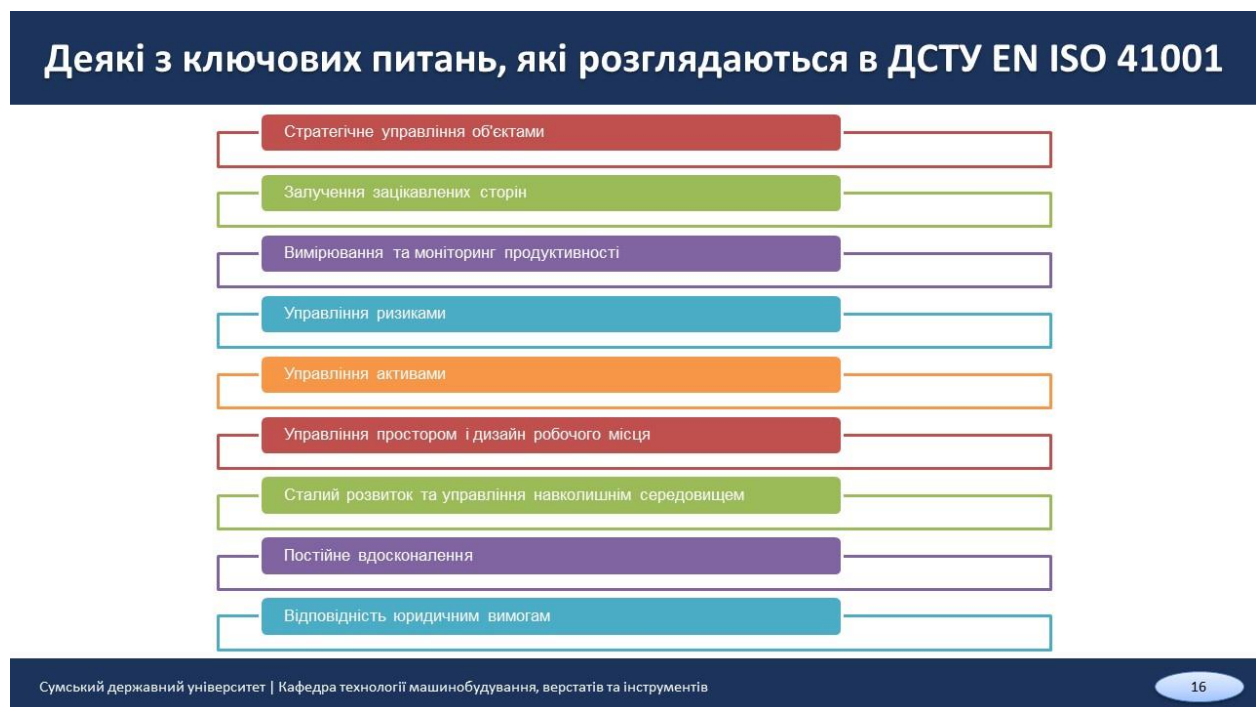 Деякі з ключових питань, які розглядаються в ДСТУ EN ISO 41001
Стратегічне управління об'єктами
Залучення зацікавлених сторін
Вимірювання та моніторинг продуктивності
Управління ризиками
Управління активами
Управління простором і дизайн робочого місця
Сталий розвиток та управління навколишнім середовищем
Постійне вдосконалення
Відповідність юридичним вимогам
Сумський державний університет | Кафедра технології машинобудування, верстатів та інструментів
16